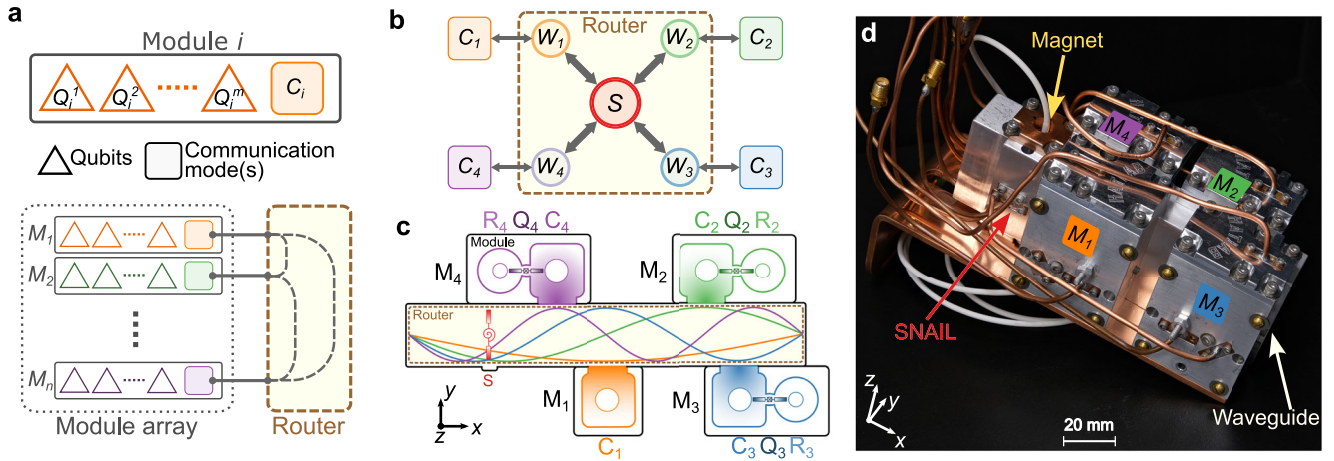 a
Module i
Q_i^1 Q_i^2 Q_i^m C_i
Qubits
Communication
mode(s)
M_1
M_2
M_n
Module array
Router
b
Router
C_1 W_1 W_2 C_2
S
C_4 W_4 W_3 C_3
c
R_4 Q_4 C_4
C_2 Q_2 R_2
Module
M_4
M_2
Router
S
M_1
M_3
y
z x
C_1
C_3 Q_3 R_3
d
Magnet
M_4
M_2
M_1
M_3
SNAIL
Waveguide
z
y
x
20 mm